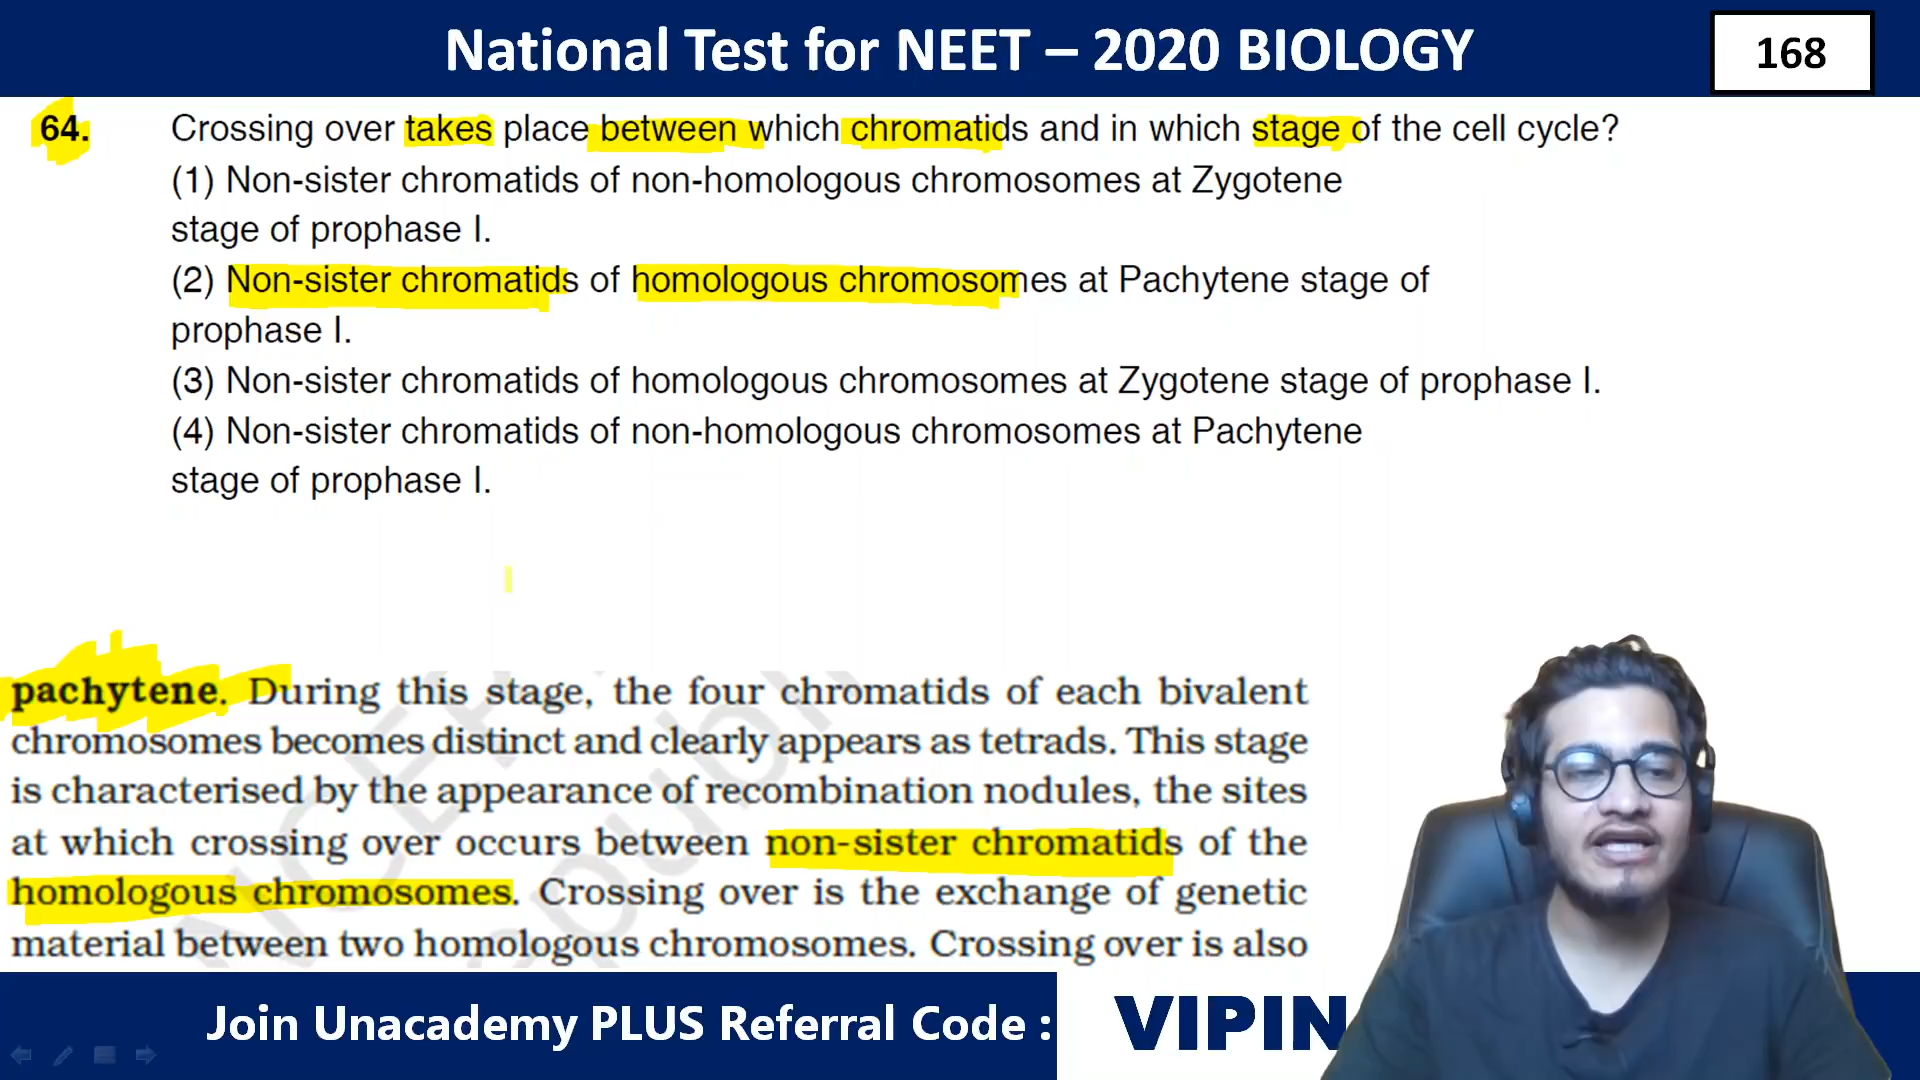 National Test for NEET – 2020 BIOLOGY
168
64. Crossing over takes place between which chromatids and in which stage of the cell cycle?
(1) Non-sister chromatids of non-homologous chromosomes at Zygotene
stage of prophase I.
(2) Non-sister chromatids of homologous chromosomes at Pachytene stage of
prophase I.
(3) Non-sister chromatids of homologous chromosomes at Zygotene stage of prophase I.
(4) Non-sister chromatids of non-homologous chromosomes at Pachytene
stage of prophase I.
pachytene. During this stage, the four chromatids of each bivalent
chromosomes becomes distinct and clearly appears as tetrads. This stage
is characterised by the appearance of recombination nodules, the sites
at which crossing over occurs between non-sister chromatids of the
homologous chromosomes. Crossing over is the exchange of genetic
material between two homologous chromosomes. Crossing over is also
Join Unacademy PLUS Referral Code :
VIPIN